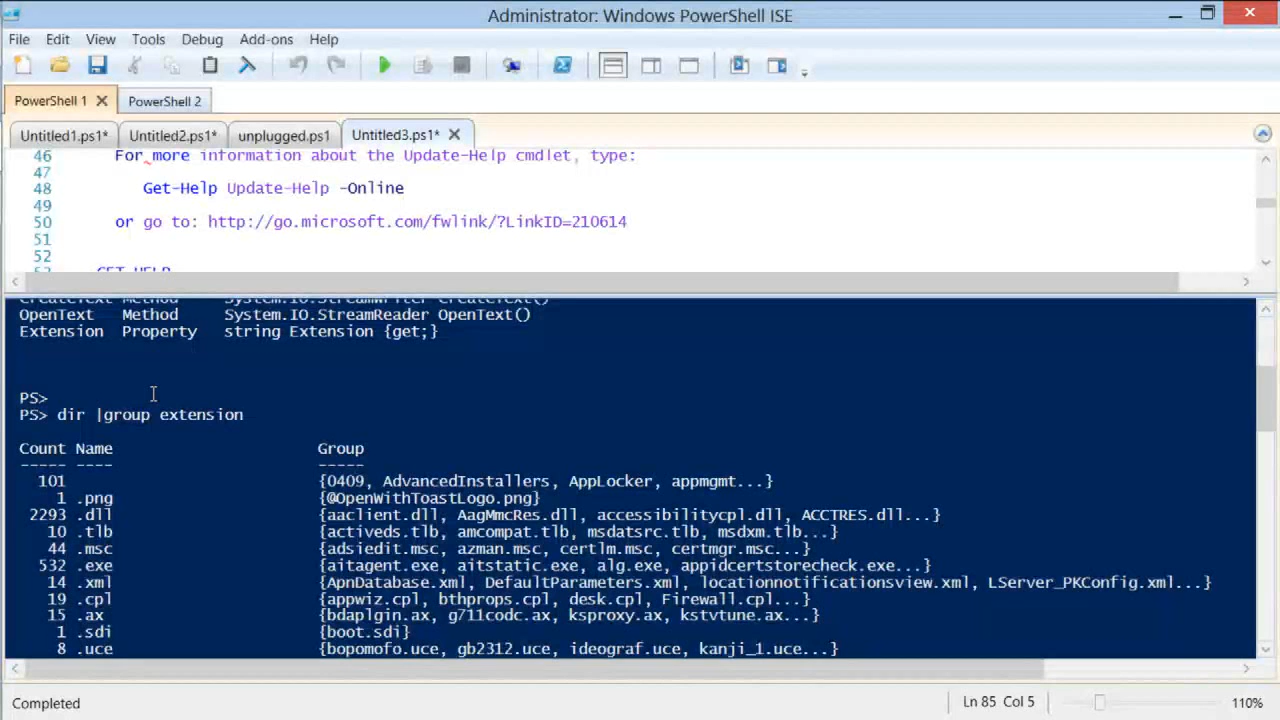 Administrator: Windows PowerShell ISE
File Edit View Tools Debug Add-ons Help
PowerShell 1 PowerShell 2
Untitled1.ps1* Untitled2.ps1* unplugged.ps1 Untitled3.ps1*
46 For more information about the Update-Help cmdlet, type:
47
48 Get-Help Update-Help -Online
49
50 or go to: http://go.microsoft.com/fwlink/?LinkID=210614
51
52
53 GET-HELP
CreateText Method System.IO.StreamWriter CreateText()
OpenText Method System.IO.StreamReader OpenText()
Extension Property string Extension {get;}
PS>
PS> dir |group extension
Count Name Group
----- ---- -----
101 {0409, AdvancedInstallers, AppLocker, appmgmt...}
1 .png {@OpenWithToastLogo.png}
2293 .dll {aaclient.dll, AagMmcRes.dll, accessibilitycpl.dll, ACCTRES.dll...}
10 .tlb {activeds.tlb, amcompat.tlb, msdatsrc.tlb, msdxm.tlb...}
44 .msc {adsiedit.msc, azman.msc, certlm.msc, certmgr.msc...}
532 .exe {aitagent.exe, aitstatic.exe, alg.exe, appidcertstorecheck.exe...}
14 .xml {ApnDatabase.xml, DefaultParameters.xml, locationnotificationsview.xml, LServer_PKConfig.xml...}
19 .cpl {appwiz.cpl, bthprops.cpl, desk.cpl, Firewall.cpl...}
15 .ax {bdaplgin.ax, g711codc.ax, ksproxy.ax, kstvtune.ax...}
1 .sdi {boot.sdi}
8 .uce {bopomofo.uce, gb2312.uce, ideograf.uce, kanji_1.uce...}
Completed Ln 85 Col 5 110%